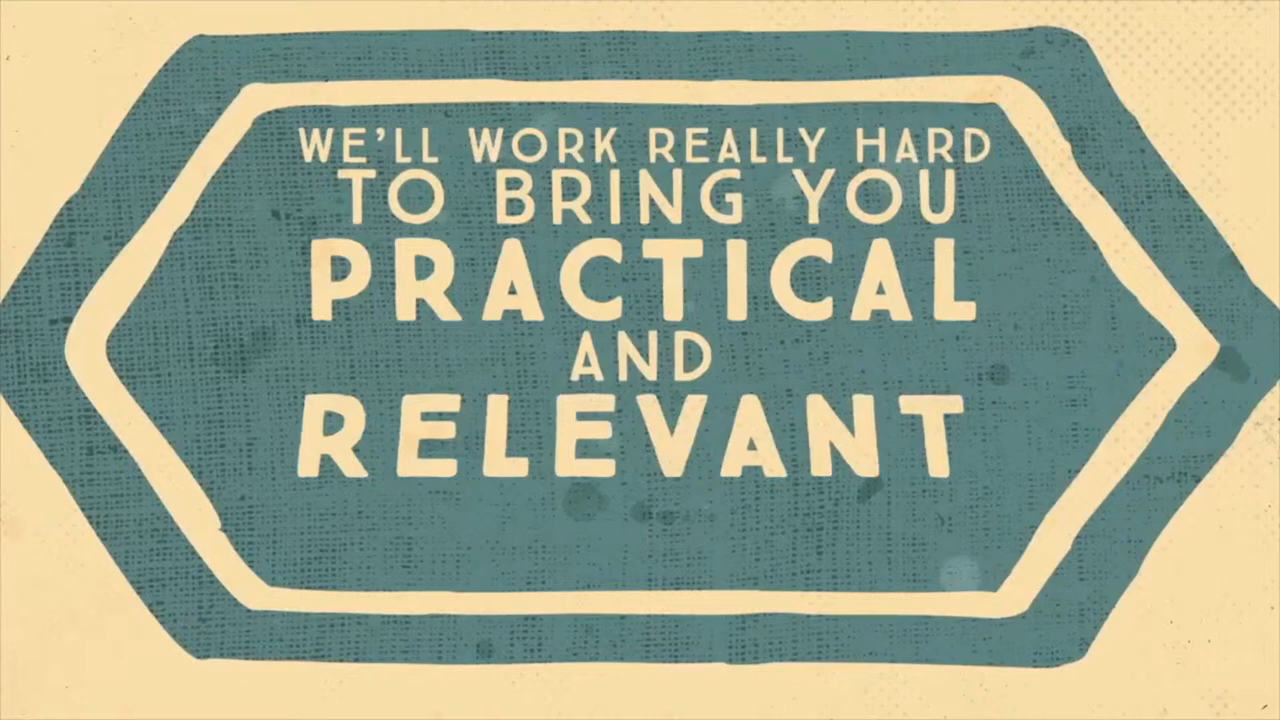 WE'LL WORK REALLY HARD
TO BRING YOU
PRACTICAL
AND
RELEVANT